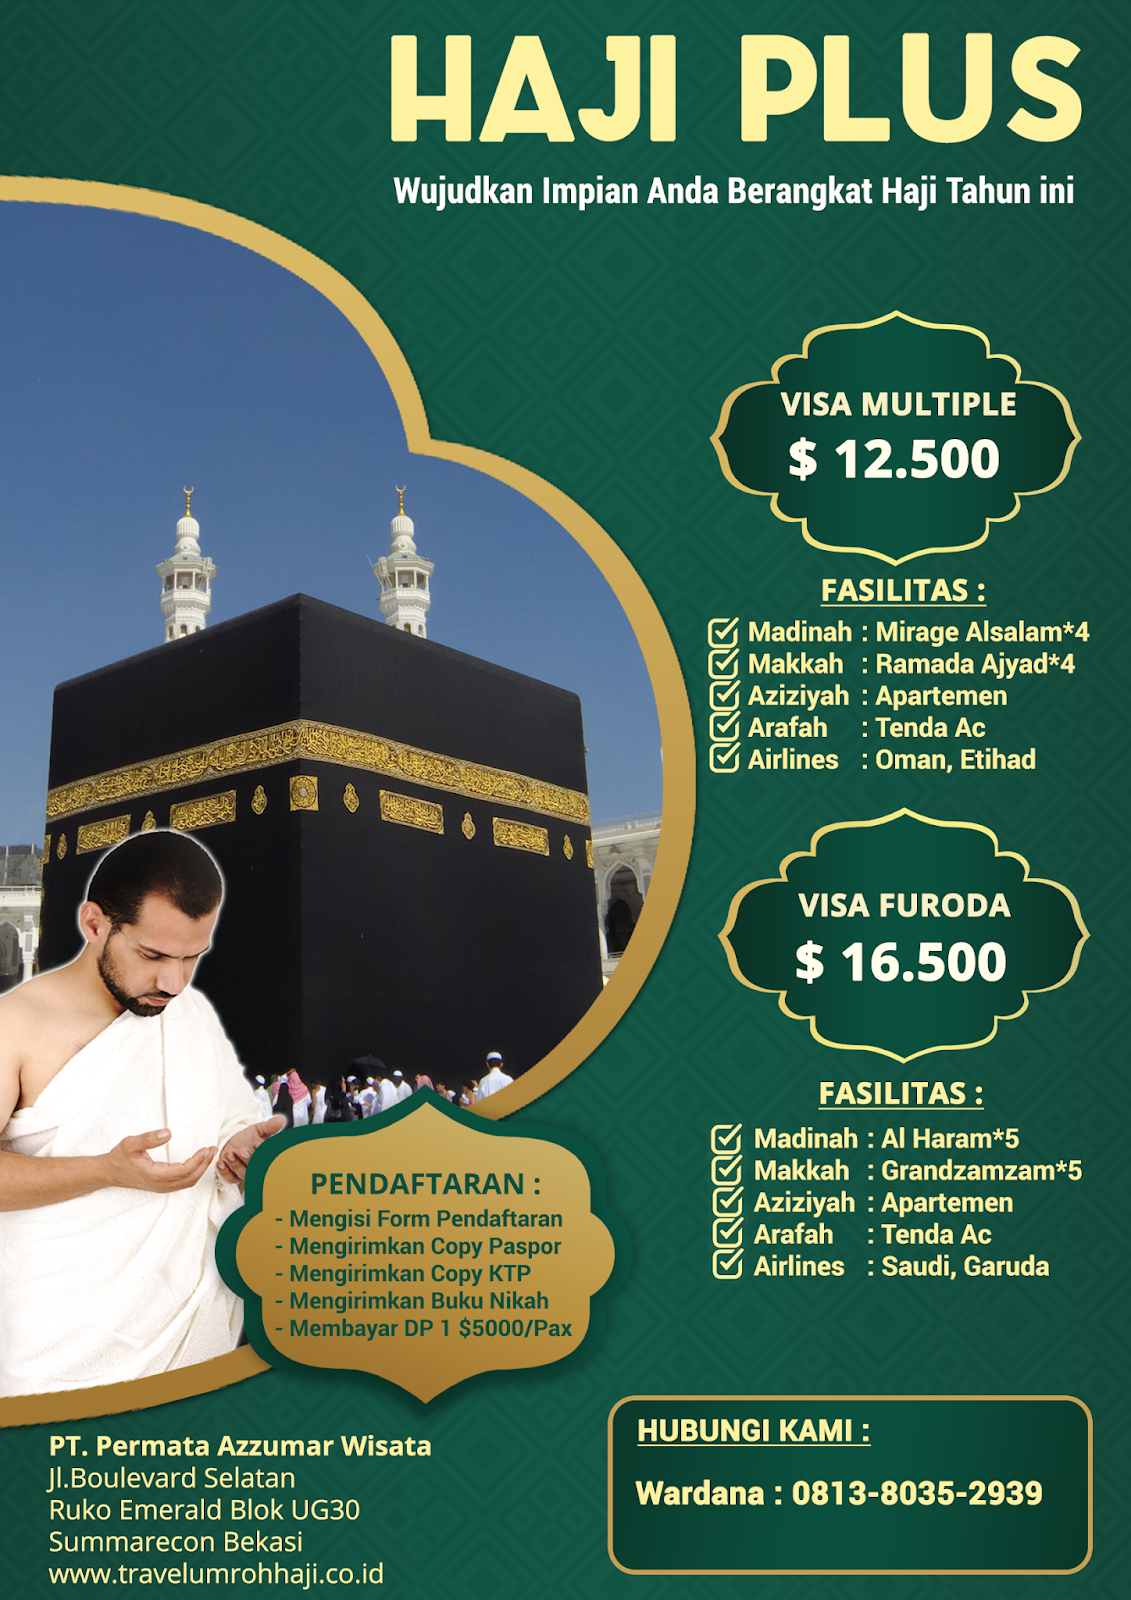 HAJI PLUS
Wujudkan Impian Anda Berangkat Haji Tahun ini
VISA MULTIPLE
$ 12.500
FASILITAS :
Madinah : Mirage Alsalam*4
Makkah : Ramada Ajyad*4
Aziziyah : Apartemen
Arafah : Tenda Ac
Airlines : Oman, Etihad
VISA FURODA
$ 16.500
FASILITAS :
Madinah : Al Haram*5
Makkah : Grandzamzam*5
Aziziyah : Apartemen
Arafah : Tenda Ac
Airlines : Saudi, Garuda
PENDAFTARAN :
- Mengisi Form Pendaftaran
- Mengirimkan Copy Paspor
- Mengirimkan Copy KTP
- Mengirimkan Buku Nikah
- Membayar DP 1 $5000/Pax
PT. Permata Azzumar Wisata
Jl.Boulevard Selatan
Ruko Emerald Blok UG30
Summarecon Bekasi
www.travelumrohhaji.co.id
HUBUNGI KAMI :
Wardana : 0813-8035-2939